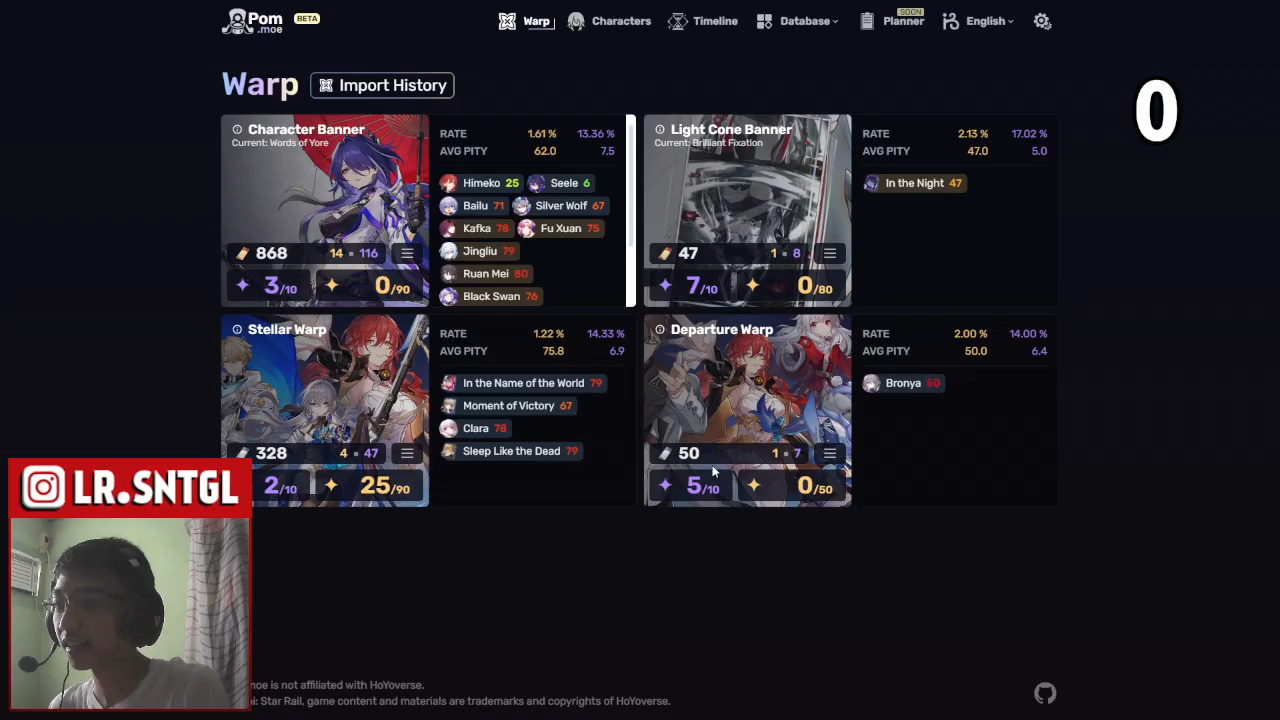 Pom .moe BETA
Warp
Characters
Timeline
Database
SOON
Planner
English
Warp
Import History
0
Character Banner
Current: Words of Yore
868
14 116
3/10
0/90
RATE 1.61 % 13.36 %
AVG PITY 62.0 7.5
Himeko 25 Seele 6
Bailu 71 Silver Wolf 67
Kafka 78 Fu Xuan 75
Jingliu 79
Ruan Mei 80
Black Swan 76
Light Cone Banner
Current: Brilliant Fixation
47
1 8
7/10
0/80
RATE 2.13 % 17.02 %
AVG PITY 47.0 5.0
In the Night 47
Stellar Warp
328
4 47
2/10
25/90
RATE 1.22 % 14.33 %
AVG PITY 75.8 6.9
In the Name of the World 79
Moment of Victory 67
Clara 78
Sleep Like the Dead 79
Departure Warp
50
1 7
5/10
0/50
RATE 2.00 % 14.00 %
AVG PITY 50.0 6.4
Bronya 50
LR.SNTGL
moe is not affiliated with HoYoverse.
i: Star Rail, game content and materials are trademarks and copyrights of HoYoverse.